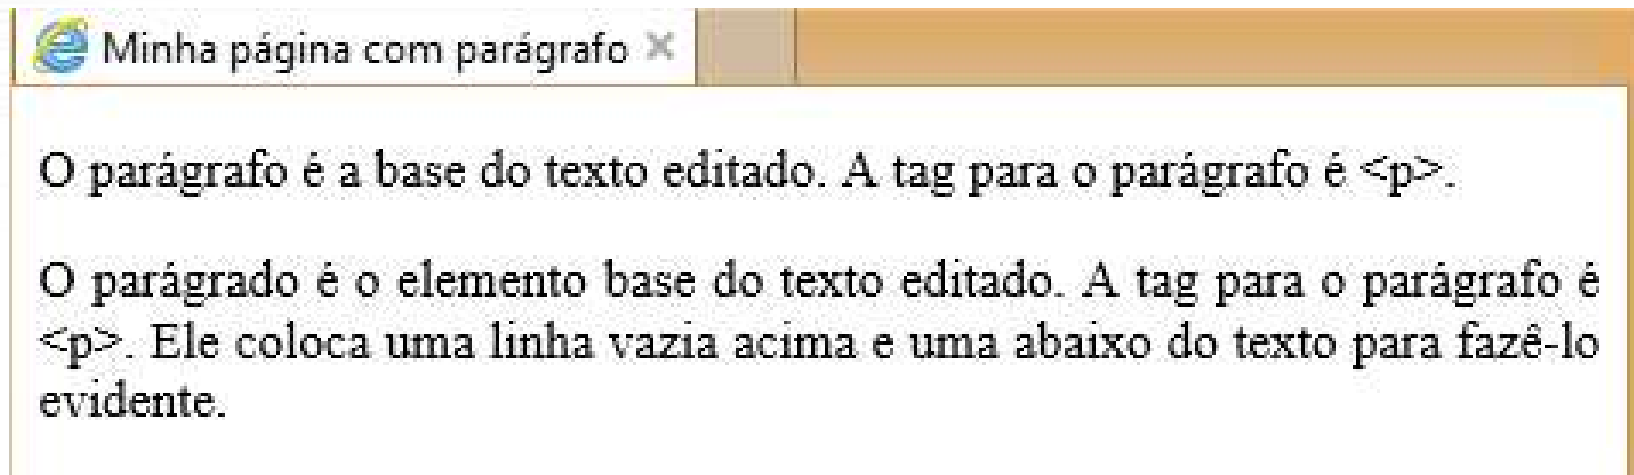 Minha página com parágrafo
O parágrafo é a base do texto editado. A tag para o parágrafo é <p>.
O parágrado é o elemento base do texto editado. A tag para o parágrafo é
<p>. Ele coloca uma linha vazia acima e uma abaixo do texto para fazê-lo
evidente.